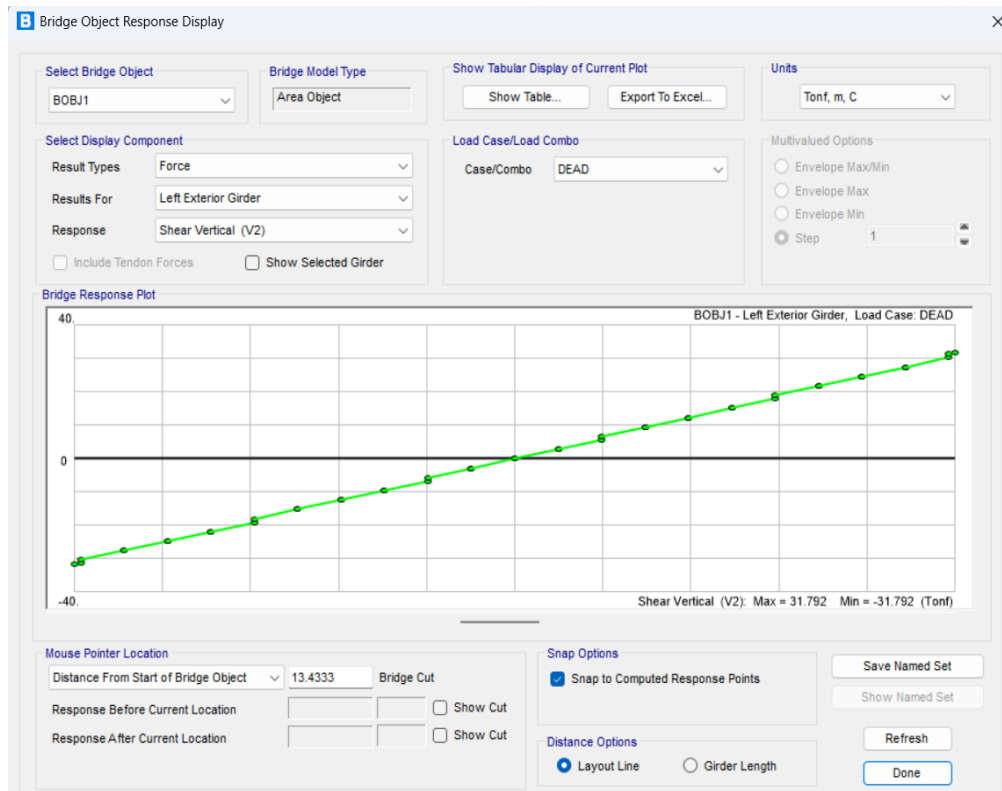 B Bridge Object Response Display
Select Bridge Object
BOBJ1
Bridge Model Type
Area Object
Show Tabular Display of Current Plot
Show Table...
Export To Excel...
Units
Tonf, m, C
Select Display Component
Result Types
Force
Results For
Left Exterior Girder
Response
Shear Vertical (V2)
Include Tendon Forces
Show Selected Girder
Load Case/Load Combo
Case/Combo
DEAD
Multivalued Options
Envelope Max/Min
Envelope Max
Envelope Min
Step
1
Bridge Response Plot
40.
BOBJ1 - Left Exterior Girder, Load Case: DEAD
0
-40.
Shear Vertical (V2): Max = 31.792 Min = -31.792 (Tonf)
Mouse Pointer Location
Distance From Start of Bridge Object
13.4333
Bridge Cut
Response Before Current Location
Show Cut
Response After Current Location
Show Cut
Snap Options
Snap to Computed Response Points
Distance Options
Layout Line
Girder Length
Save Named Set
Show Named Set
Refresh
Done